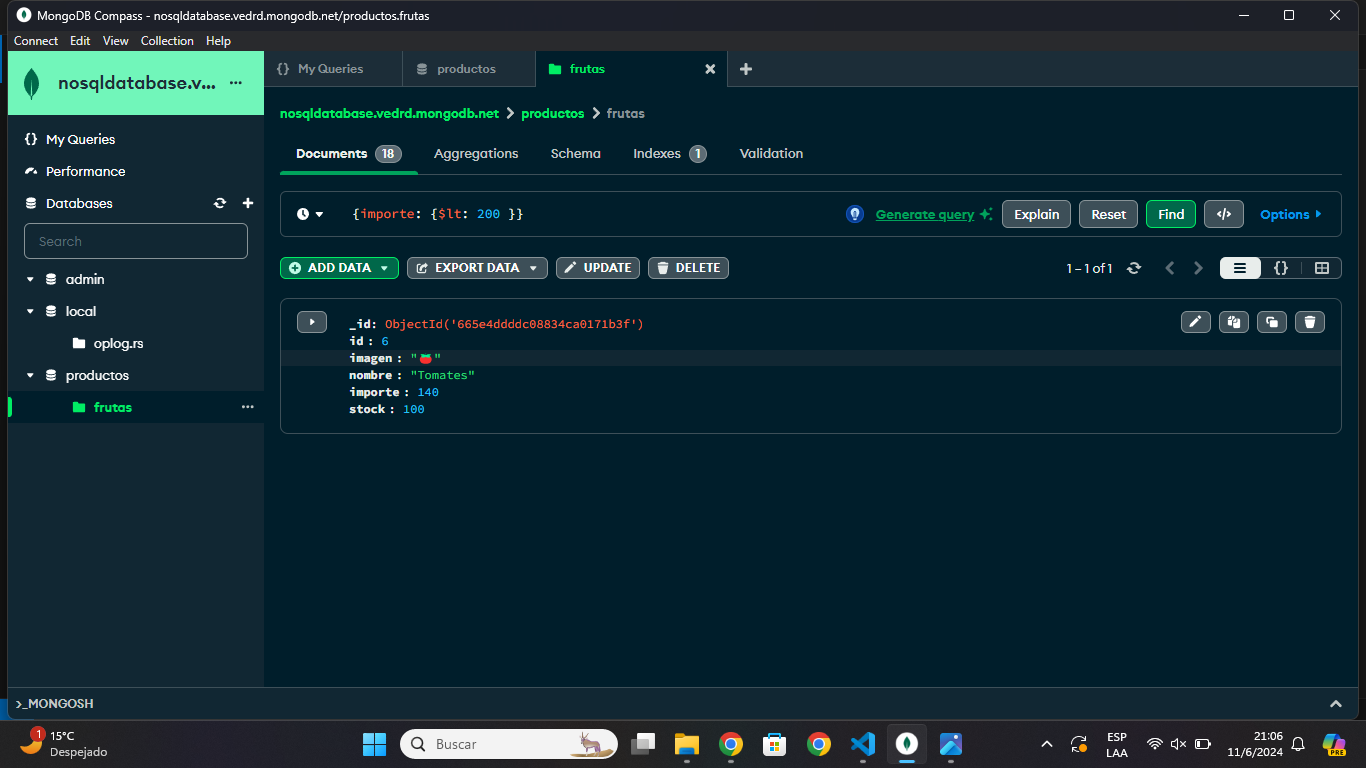 MongoDB Compass - nosqldatabase.vedrd.mongodb.net/productos.frutas
Connect Edit View Collection Help
nosqldatabase.v... ...
{} My Queries
productos
frutas
My Queries
Performance
Databases
Search
admin
local
oplog.rs
productos
frutas ...
nosqldatabase.vedrd.mongodb.net > productos > frutas
Documents 18 Aggregations Schema Indexes 1 Validation
{importe: {$lt: 200 }}
Generate query Explain Reset Find </> Options
ADD DATA EXPORT DATA UPDATE DELETE
1 – 1 of 1
{}
_id: ObjectId('665e4ddddc08834ca0171b3f')
id : 6
imagen : "🍅"
nombre : "Tomates"
importe : 140
stock : 100
>_MONGOSH
1
15°C
Despejado
Buscar
ESP
LAA
21:06
11/6/2024
PRE